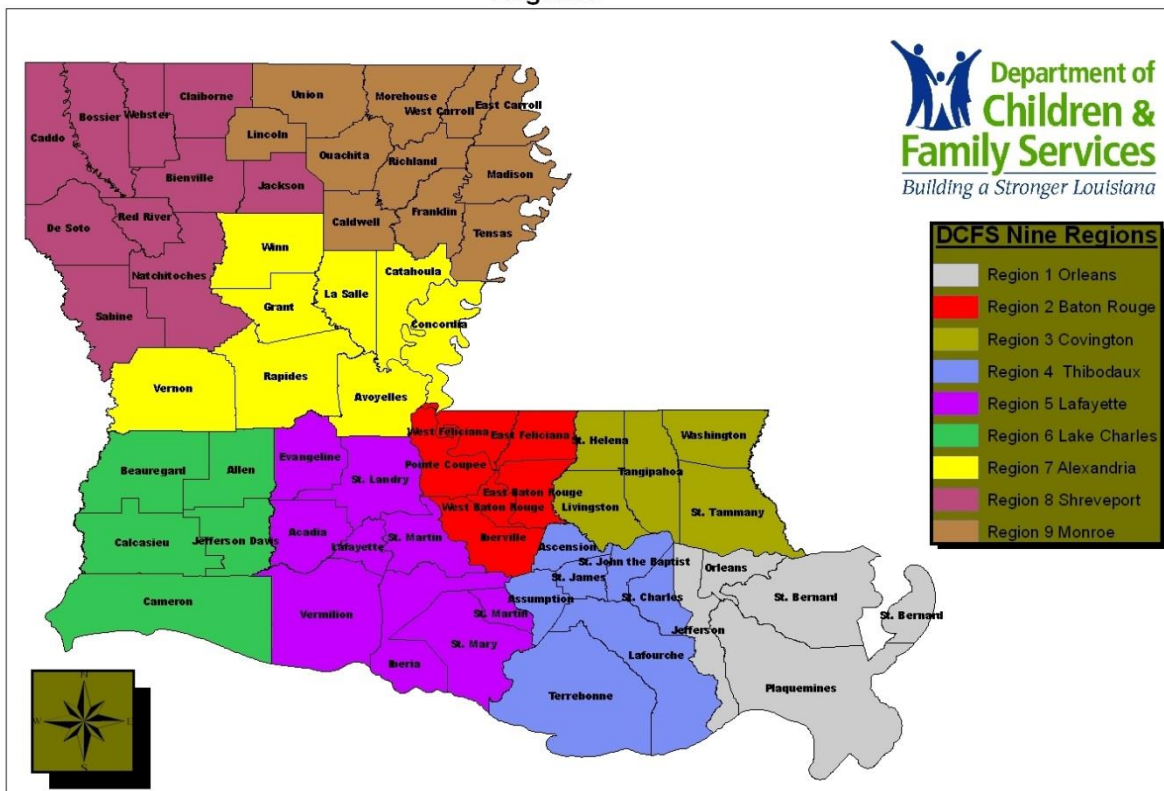 Department of
Children &
Family Services
Building a Stronger Louisiana
DCFS Nine Regions
Region 1 Orleans
Region 2 Baton Rouge
Region 3 Covington
Region 4 Thibodaux
Region 5 Lafayette
Region 6 Lake Charles
Region 7 Alexandria
Region 8 Shreveport
Region 9 Monroe
Claiborne
Union
Morehouse
East Carroll
West Carroll
Bossier
Webster
Caddo
Lincoln
Ouachita
Richland
Madison
Bienville
Jackson
De Soto
Red River
Caldwell
Franklin
Tensas
Winn
Natchitoches
Catahoula
La Salle
Sabine
Grant
Concordia
Vernon
Rapides
Avoyelles
West Feliciana
East Feliciana
St. Helena
Washington
Beauregard
Allen
Evangeline
Pointe Coupee
Tangipahoa
St. Landry
East Baton Rouge
West Baton Rouge
Livingston
St. Tammany
Calcasieu
Jefferson Davis
Acadia
Lafayette
St. Martin
Iberville
Ascension
St. John the Baptist
Orleans
St. James
St. Bernard
St. Bernard
Cameron
Assumption
St. Charles
Vermilion
St. Martin
Jefferson
St. Mary
Iberia
Lafourche
Terrebonne
Plaquemines
N
W
E
S